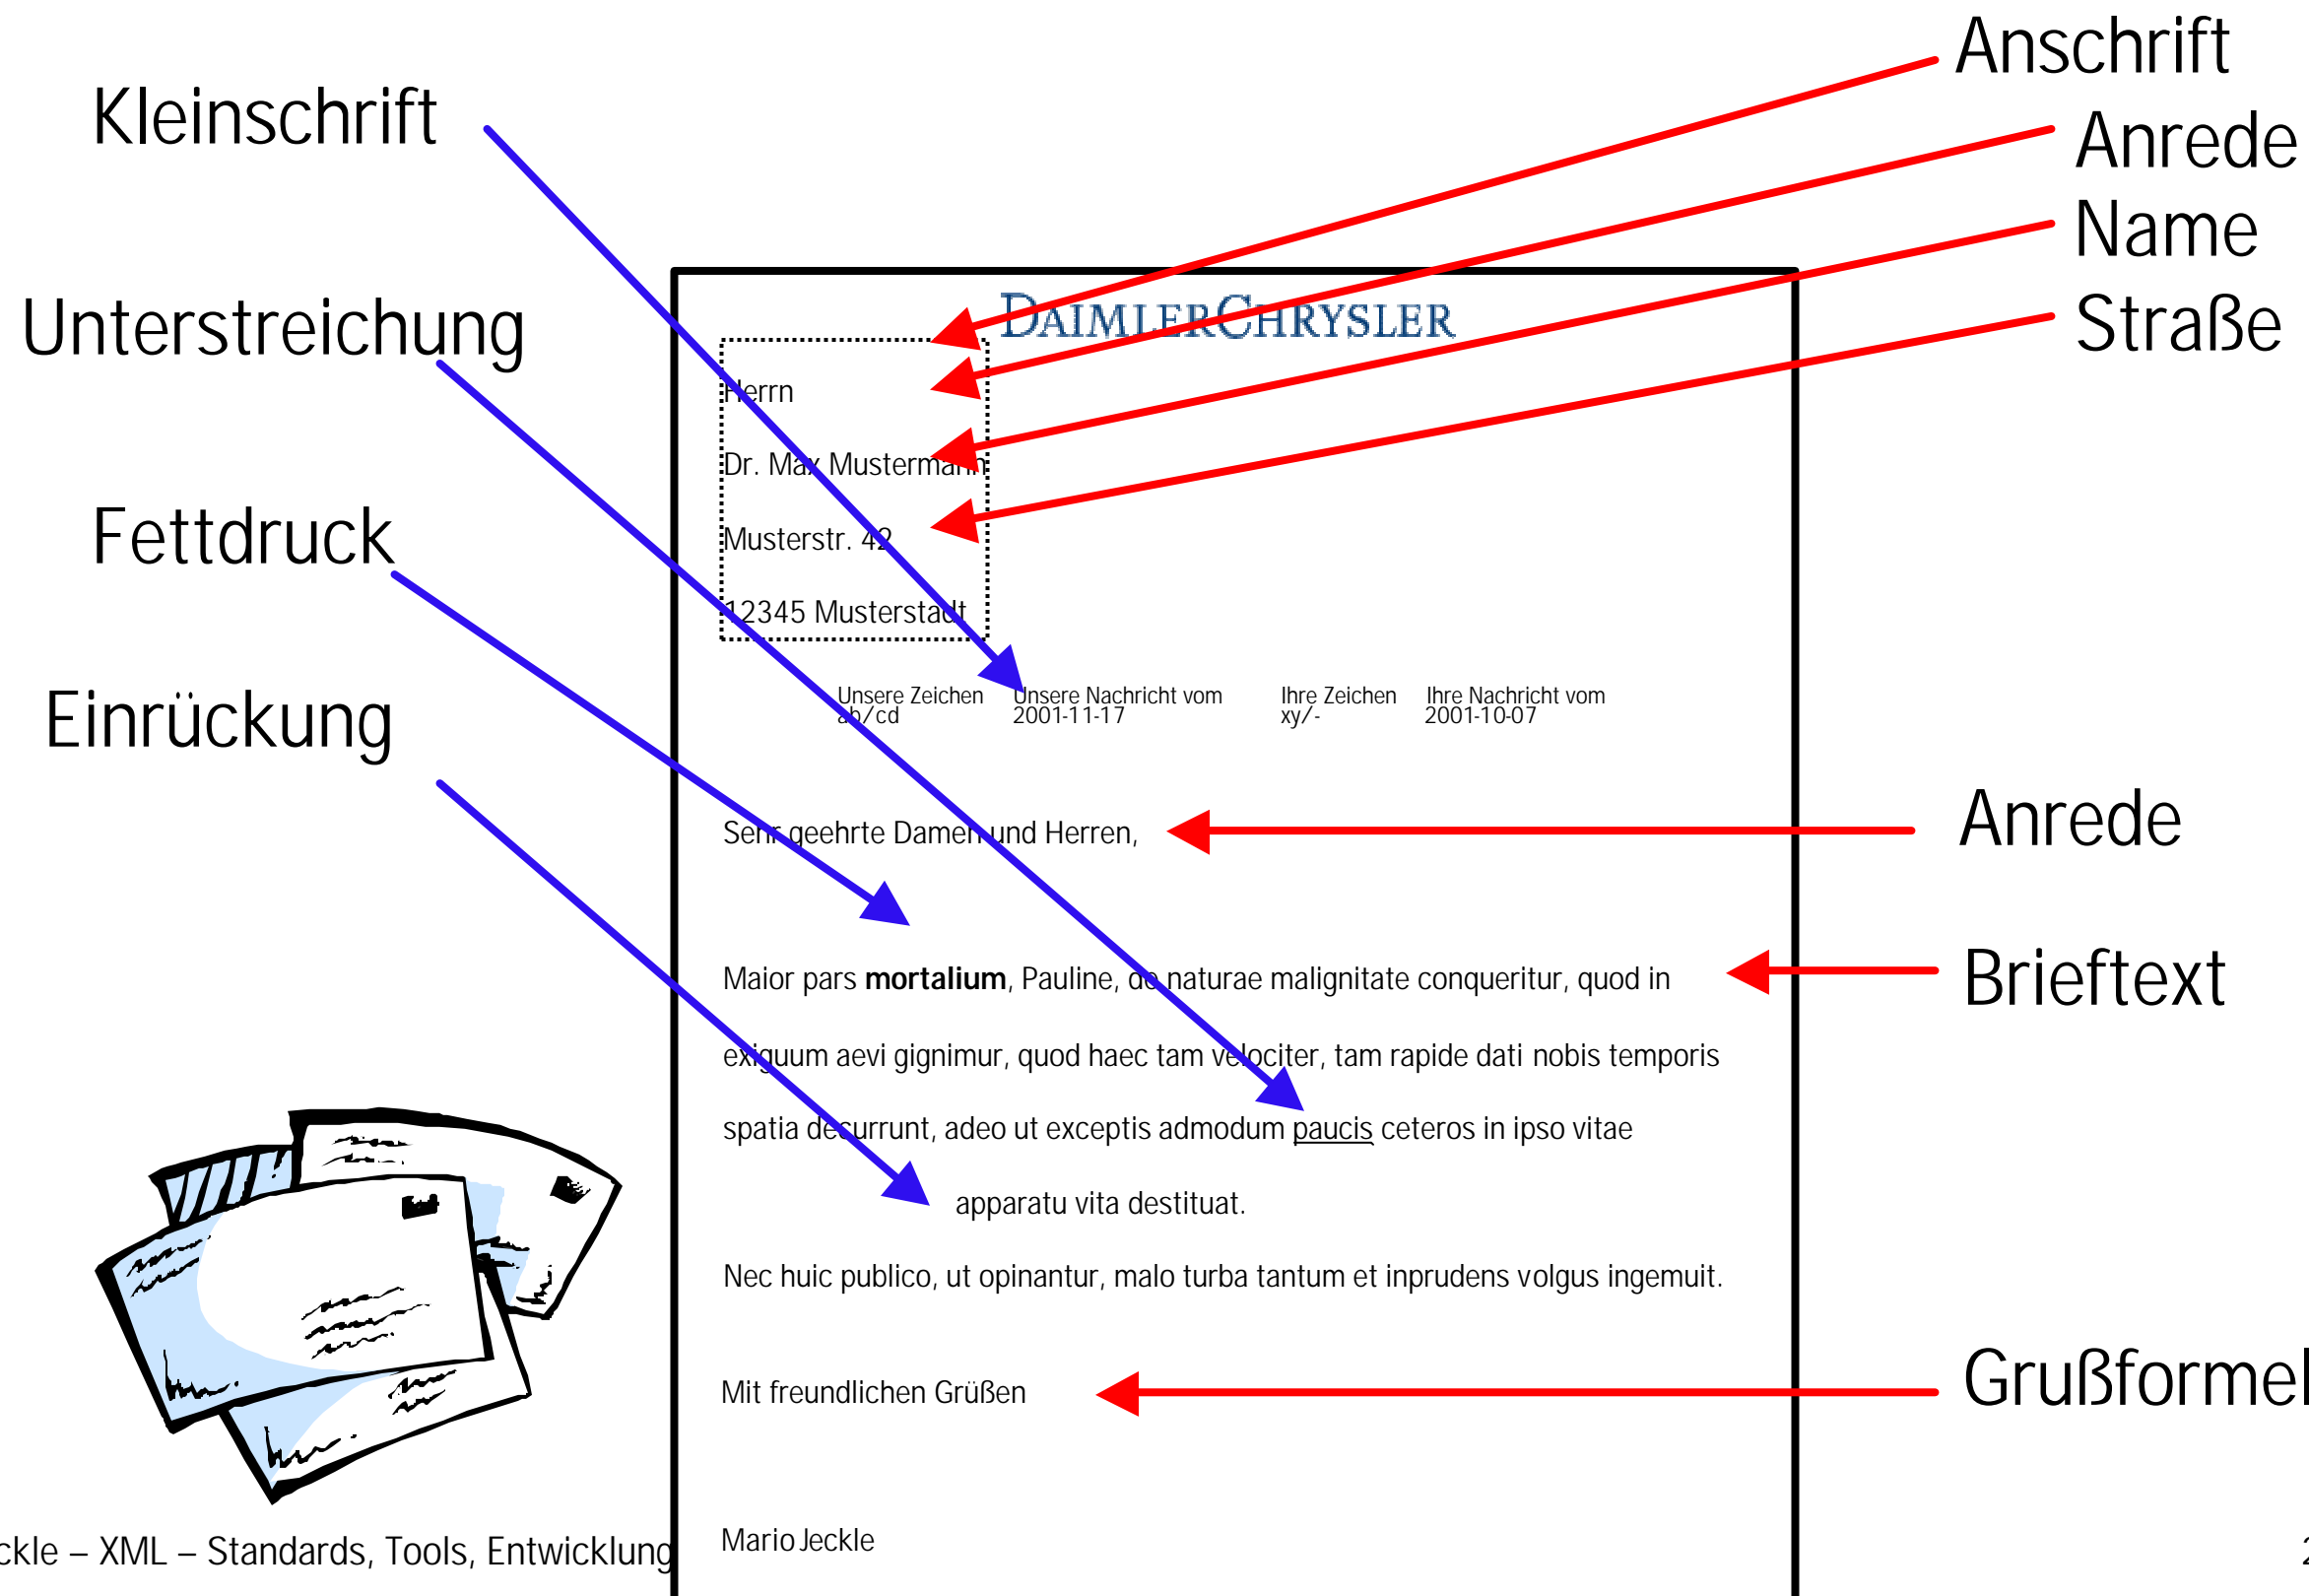 Anschrift
Kleinschrift
Anrede
Name
Unterstreichung
Straße
DAIMLERCHRYSLER
Herrn
Dr. Max Mustermann
Fettdruck
Musterstr. 42
12345 Musterstadt
Einrückung
Unsere Zeichen Unsere Nachricht vom Ihre Zeichen Ihre Nachricht vom
ab/cd 2001-11-17 xy/- 2001-10-07
Anrede
Sehr geehrte Damen und Herren,
Brieftext
Maior pars mortalium, Pauline, de naturae malignitate conqueritur, quod in
exiguum aevi gignimur, quod haec tam velociter, tam rapide dati nobis temporis
spatia decurrunt, adeo ut exceptis admodum paucis ceteros in ipso vitae
apparatu vita destituat.
Nec huic publico, ut opinantur, malo turba tantum et inprudens volgus ingemuit.
Grußformel
Mit freundlichen Grüßen
Mario Jeckle
ckle – XML – Standards, Tools, Entwicklung